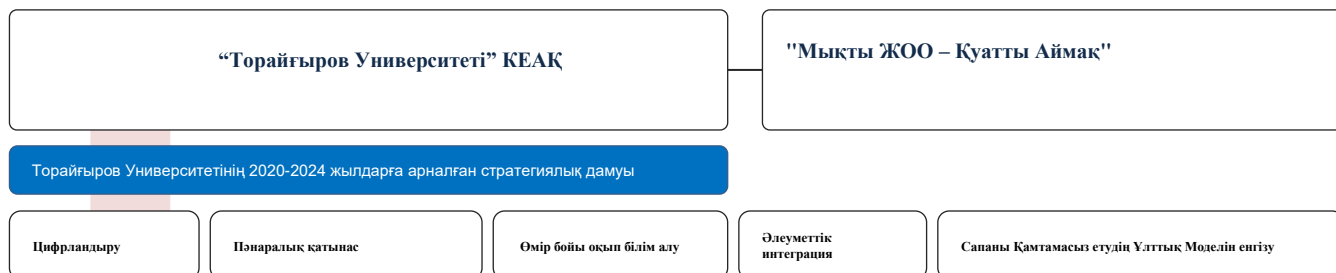 “Торайғыров Университеті” КЕАҚ
"Мықты ЖОО – Қуатты Аймақ"
Торайғыров Университетінің 2020-2024 жылдарға арналған стратегиялық дамуы
Цифрландыру
Пәнаралық қатынас
Өмір бойы оқып білім алу
Әлеуметтік
интеграция
Сапаны Қамтамасыз етудің Ұлттық Моделін енгізу